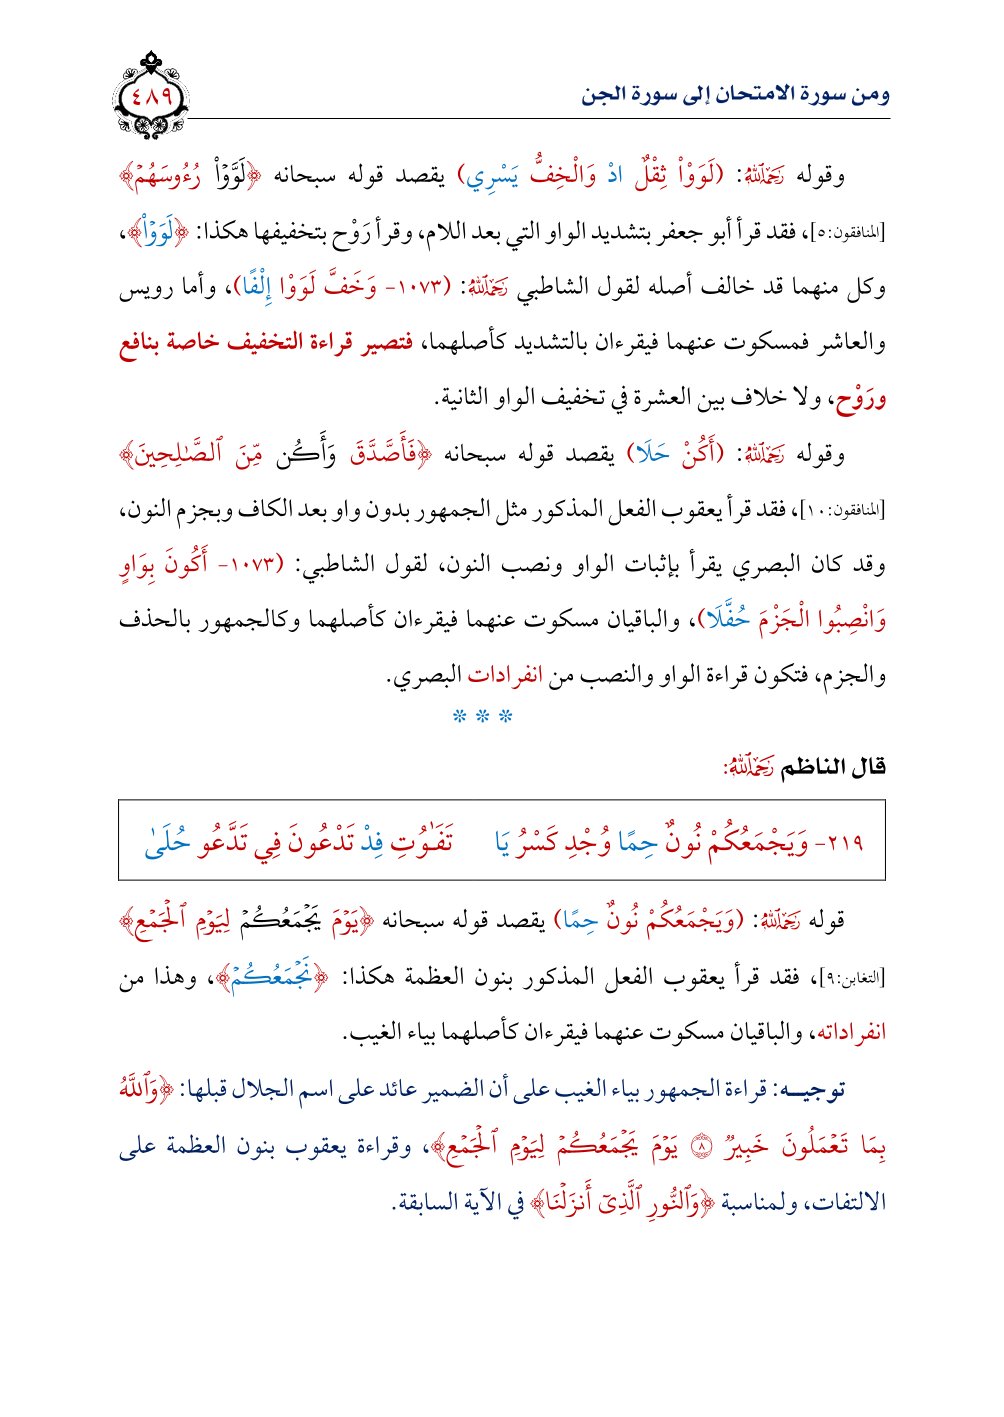 ومن سورة الامتحان إلى سورة الجن
٤٨٩
وقوله رَحِمَهُ ٱللَّهُ: (لَوَوْاْ ثِقْلٌ ادْ وَالْخِفُّ يَسْرِي) يقصد قوله سبحانه ﴿لَوَّوۡاْ رُءُوسَهُمۡ﴾
[المنافقون:٥]، فقد قرأ أبو جعفر بتشديد الواو التي بعد اللام، وقرأ رَوْح بتخفيفها هكذا: ﴿لَوَوۡاْ﴾،
وكل منهما قد خالف أصله لقول الشاطبي رَحِمَهُ ٱللَّهُ: (١٠٧٣- وَخَفَّ لَوَوْا إِلْفًا)، وأما رويس
والعاشر فمسكوت عنهما فيقرءان بالتشديد كأصلهما، فتصير قراءة التخفيف خاصة بنافع
ورَوْح، ولا خلاف بين العشرة في تخفيف الواو الثانية.
وقوله رَحِمَهُ ٱللَّهُ: (أَكُنْ حَلَا) يقصد قوله سبحانه ﴿فَأَصَّدَّقَ وَأَكُن مِّنَ ٱلصَّٰلِحِينَ﴾
[المنافقون:١٠]، فقد قرأ يعقوب الفعل المذكور مثل الجمهور بدون واو بعد الكاف وبجزم النون،
وقد كان البصري يقرأ بإثبات الواو ونصب النون، لقول الشاطبي: (١٠٧٣- أَكُونَ بِوَاوٍ
وَانْصِبُوا الْجَزْمَ حُفَّلَا)، والباقيان مسكوت عنهما فيقرءان كأصلهما وكالجمهور بالحذف
والجزم، فتكون قراءة الواو والنصب من انفرادات البصري.
* * *
قال الناظم رَحِمَهُ ٱللَّهُ:
٢١٩- وَيَجْمَعُكُمْ نُونٌ حِمًا وُجْدِ كَسْرُ يَا تَفَٰوُتِ فِدْ تَدْعُونَ فِي تَدَّعُو حُلَىٰ
قوله رَحِمَهُ ٱللَّهُ: (وَيَجْمَعُكُمْ نُونٌ حِمًا) يقصد قوله سبحانه ﴿يَوۡمَ يَجۡمَعُكُمۡ لِيَوۡمِ ٱلۡجَمۡعِ﴾
[التغابن:٩]، فقد قرأ يعقوب الفعل المذكور بنون العظمة هكذا: ﴿نَجۡمَعُكُمۡ﴾، وهذا من
انفراداته، والباقيان مسكوت عنهما فيقرءان كأصلهما بياء الغيب.
توجيـه: قراءة الجمهور بياء الغيب على أن الضمير عائد على اسم الجلال قبلها: ﴿وَٱللَّهُ
بِمَا تَعۡمَلُونَ خَبِيرٞ ٨ يَوۡمَ يَجۡمَعُكُمۡ لِيَوۡمِ ٱلۡجَمۡعِ﴾، وقراءة يعقوب بنون العظمة على
الالتفات، ولمناسبة ﴿وَٱلنُّورِ ٱلَّذِيٓ أَنزَلۡنَا﴾ في الآية السابقة.